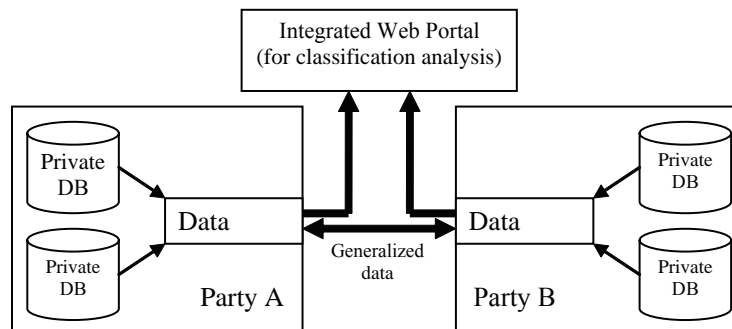 Integrated Web Portal
(for classification analysis)
Private
DB
Private
DB
Data
Party A
Generalized
data
Data
Party B
Private
DB
Private
DB